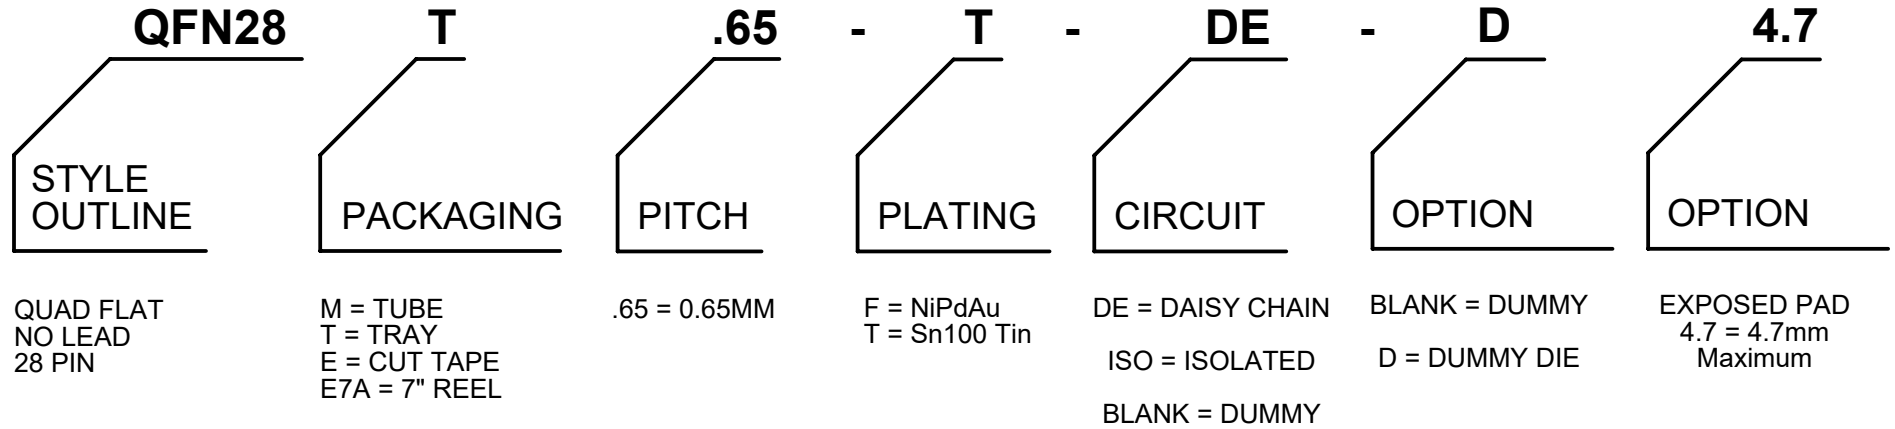 QFN28 T .65 - T - DE - D 4.7
STYLE
OUTLINE
PACKAGING
PITCH
PLATING
CIRCUIT
OPTION
OPTION
QUAD FLAT
NO LEAD
28 PIN
M = TUBE
T = TRAY
E = CUT TAPE
E7A = 7" REEL
.65 = 0.65MM
F = NiPdAu
T = Sn100 Tin
DE = DAISY CHAIN
ISO = ISOLATED
BLANK = DUMMY
BLANK = DUMMY
D = DUMMY DIE
EXPOSED PAD
4.7 = 4.7mm
Maximum